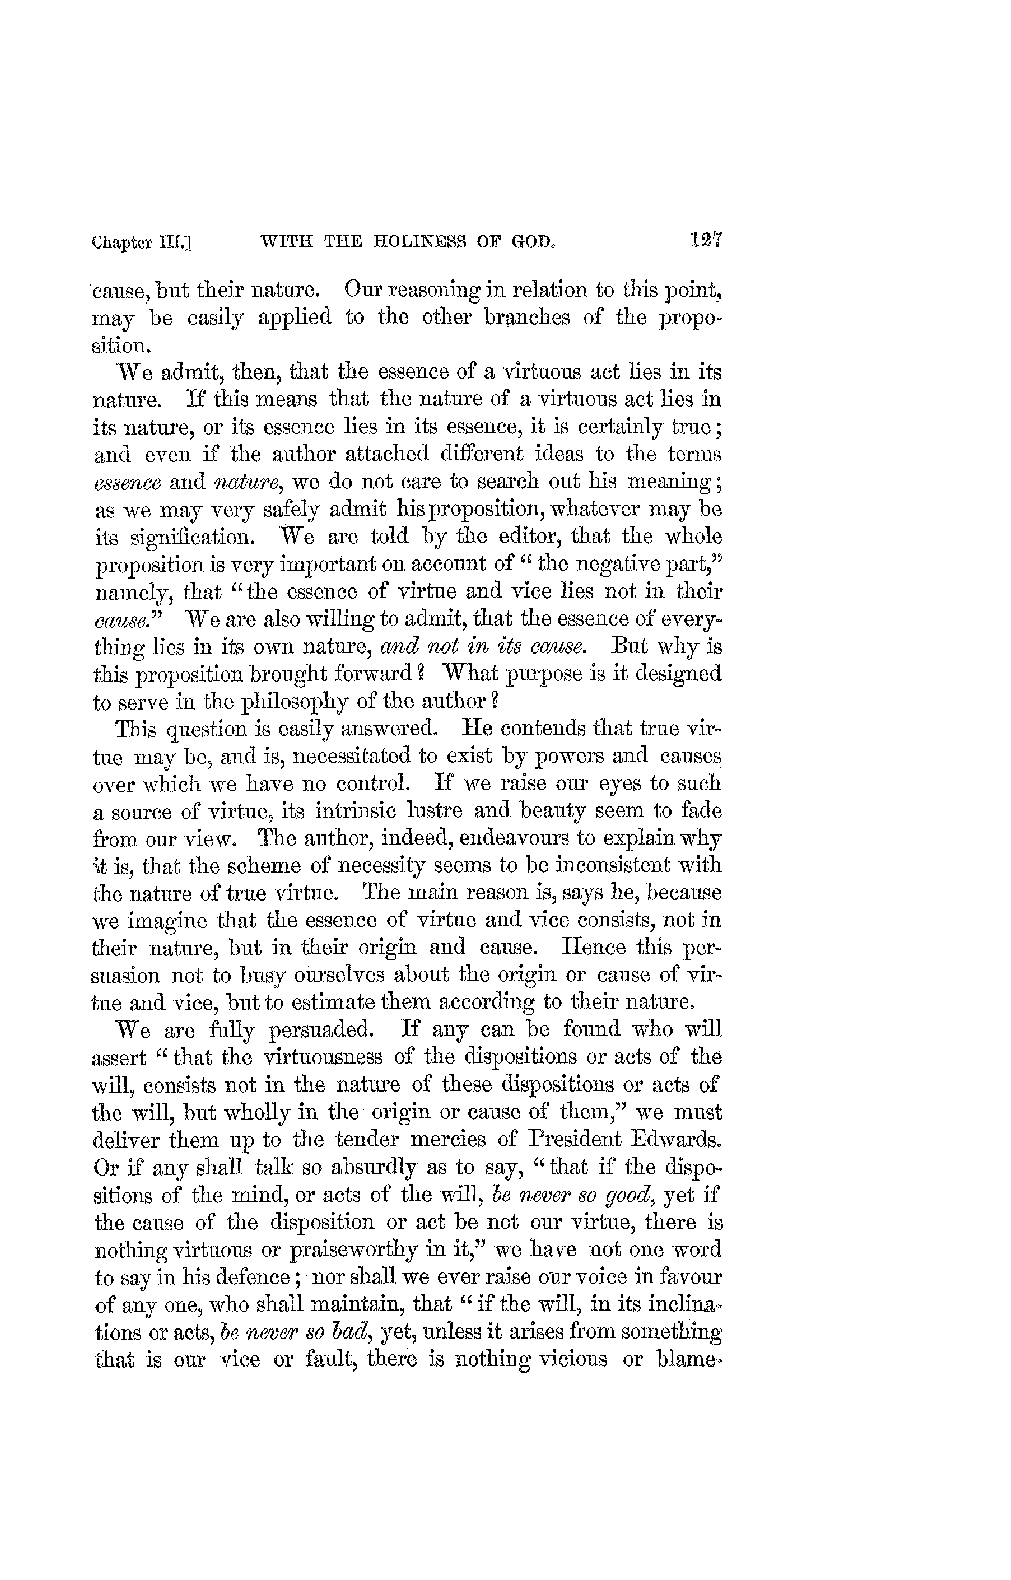 Chapter III.] WITH THE HOLINESS OF GOD. 127
cause, but their nature. Our reasoning in relation to this point,
may be easily applied to the other branches of the propo-
sition.
We admit, then, that the essence of a virtuous act lies in its
nature. If this means that the nature of a virtuous act lies in
its nature, or its essence lies in its essence, it is certainly true;
and even if the author attached different ideas to the terms
essence and nature, we do not care to search out his meaning;
as we may very safely admit his proposition, whatever may be
its signification. We are told by the editor, that the whole
proposition is very important on account of “ the negative part,”
namely, that “the essence of virtue and vice lies not in their
cause.” We are also willing to admit, that the essence of every-
thing lies in its own nature, and not in its cause. But why is
this proposition brought forward? What purpose is it designed
to serve in the philosophy of the author?
This question is easily answered. He contends that true vir-
tue may be, and is, necessitated to exist by powers and causes
over which we have no control. If we raise our eyes to such
a source of virtue, its intrinsic lustre and beauty seem to fade
from our view. The author, indeed, endeavours to explain why
it is, that the scheme of necessity seems to be inconsistent with
the nature of true virtue. The main reason is, says he, because
we imagine that the essence of virtue and vice consists, not in
their nature, but in their origin and cause. Hence this per-
suasion not to busy ourselves about the origin or cause of vir-
tue and vice, but to estimate them according to their nature.
We are fully persuaded. If any can be found who will
assert “ that the virtuousness of the dispositions or acts of the
will, consists not in the nature of these dispositions or acts of
the will, but wholly in the origin or cause of them,” we must
deliver them up to the tender mercies of President Edwards.
Or if any shall talk so absurdly as to say, “ that if the dispo-
sitions of the mind, or acts of the will, be never so good, yet if
the cause of the disposition or act be not our virtue, there is
nothing virtuous or praiseworthy in it,” we have not one word
to say in his defence; nor shall we ever raise our voice in favour
of any one, who shall maintain, that “ if the will, in its inclina-
tions or acts, be never so bad, yet, unless it arises from something
that is our vice or fault, there is nothing vicious or blame-